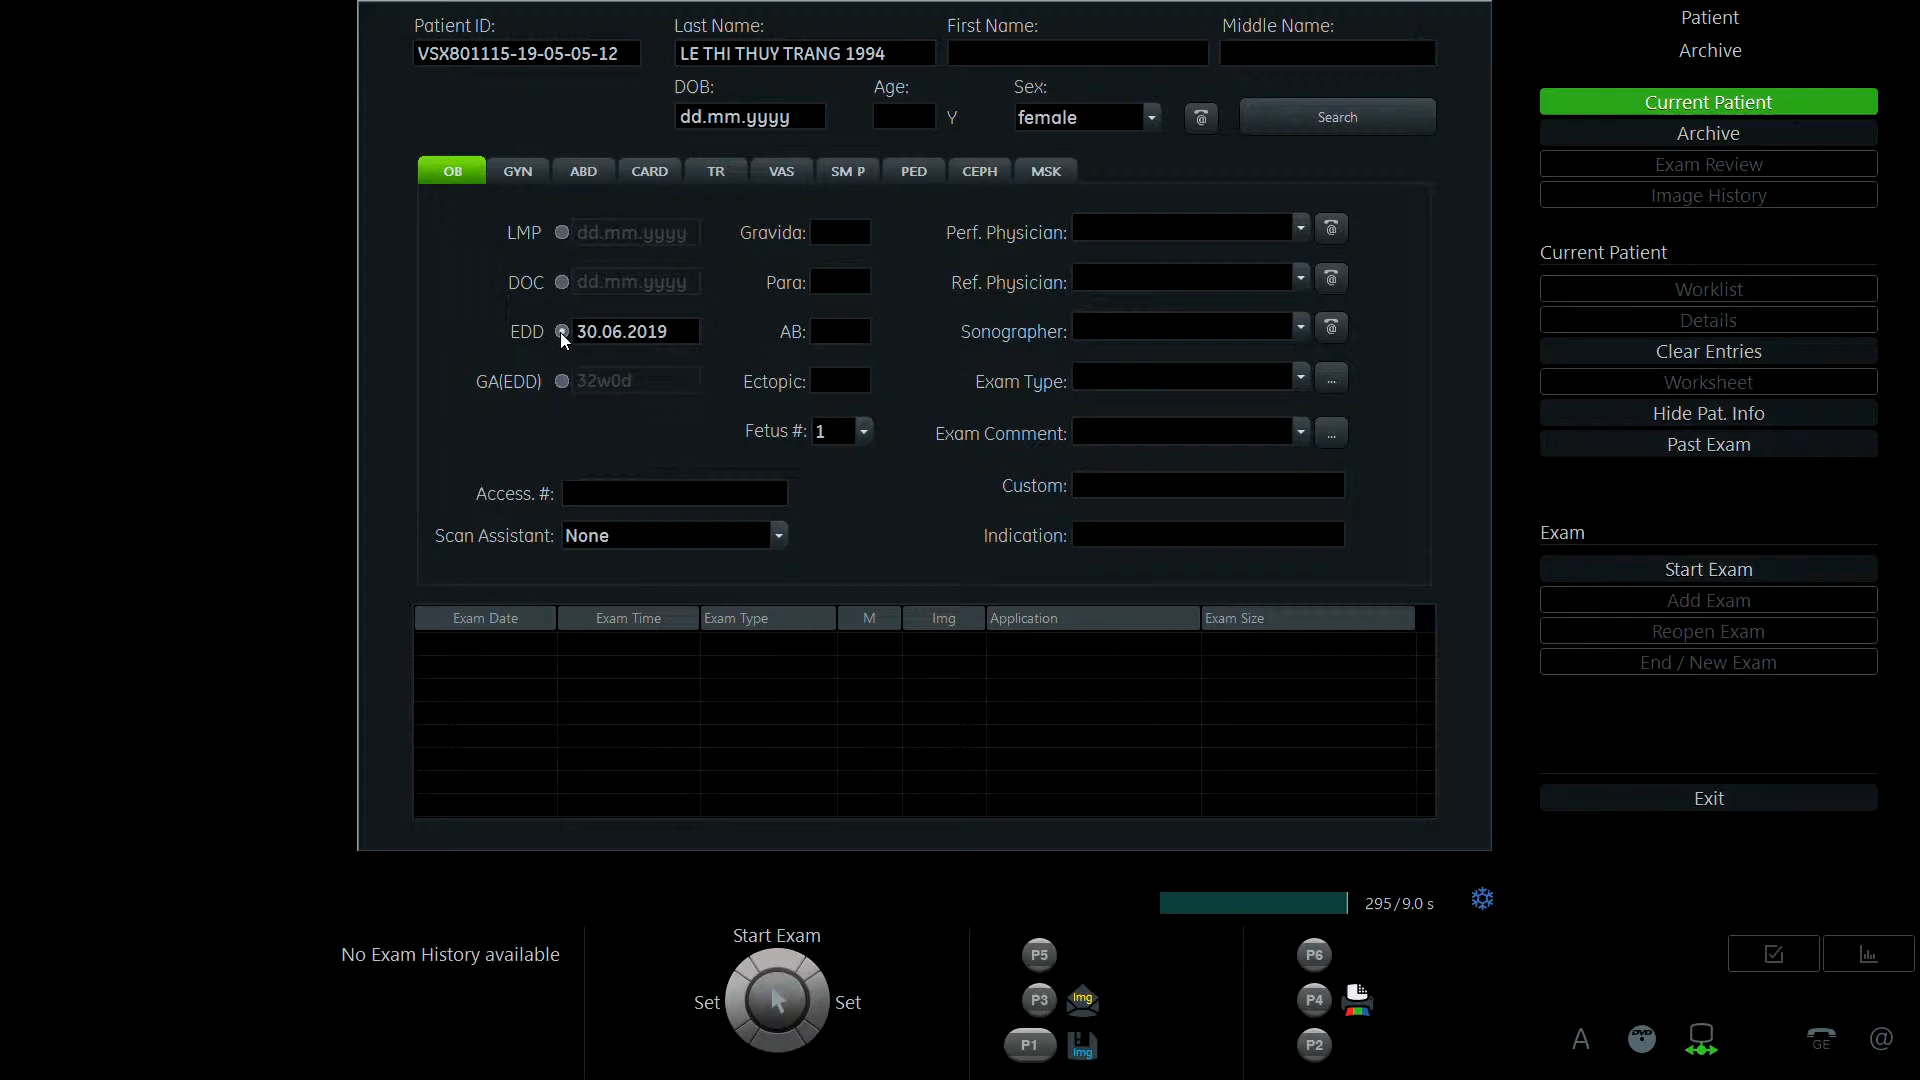 Patient ID: Last Name: First Name: Middle Name:
VSX801115-19-05-05-12 LE THI THUY TRANG 1994
DOB: Age: Sex:
dd.mm.yyyy Y female Search
OB GYN ABD CARD TR VAS SM P PED CEPH MSK
LMP dd.mm.yyyy Gravida: Perf. Physician:
DOC dd.mm.yyyy Para: Ref. Physician:
EDD 30.06.2019 AB: Sonographer:
GA(EDD) 32w0d Ectopic: Exam Type: ...
Fetus #: 1 Exam Comment: ...
Access. #: Custom:
Scan Assistant: None Indication:
Exam Date Exam Time Exam Type M Img Application Exam Size
Patient
Archive
Current Patient
Archive
Exam Review
Image History
Current Patient
Worklist
Details
Clear Entries
Worksheet
Hide Pat. Info
Past Exam
Exam
Start Exam
Add Exam
Reopen Exam
End / New Exam
Exit
295/9.0 s
No Exam History available
Start Exam
Set Set
P5
P3 Img
P1 Img
P6
P4
P2
A DVD GE @